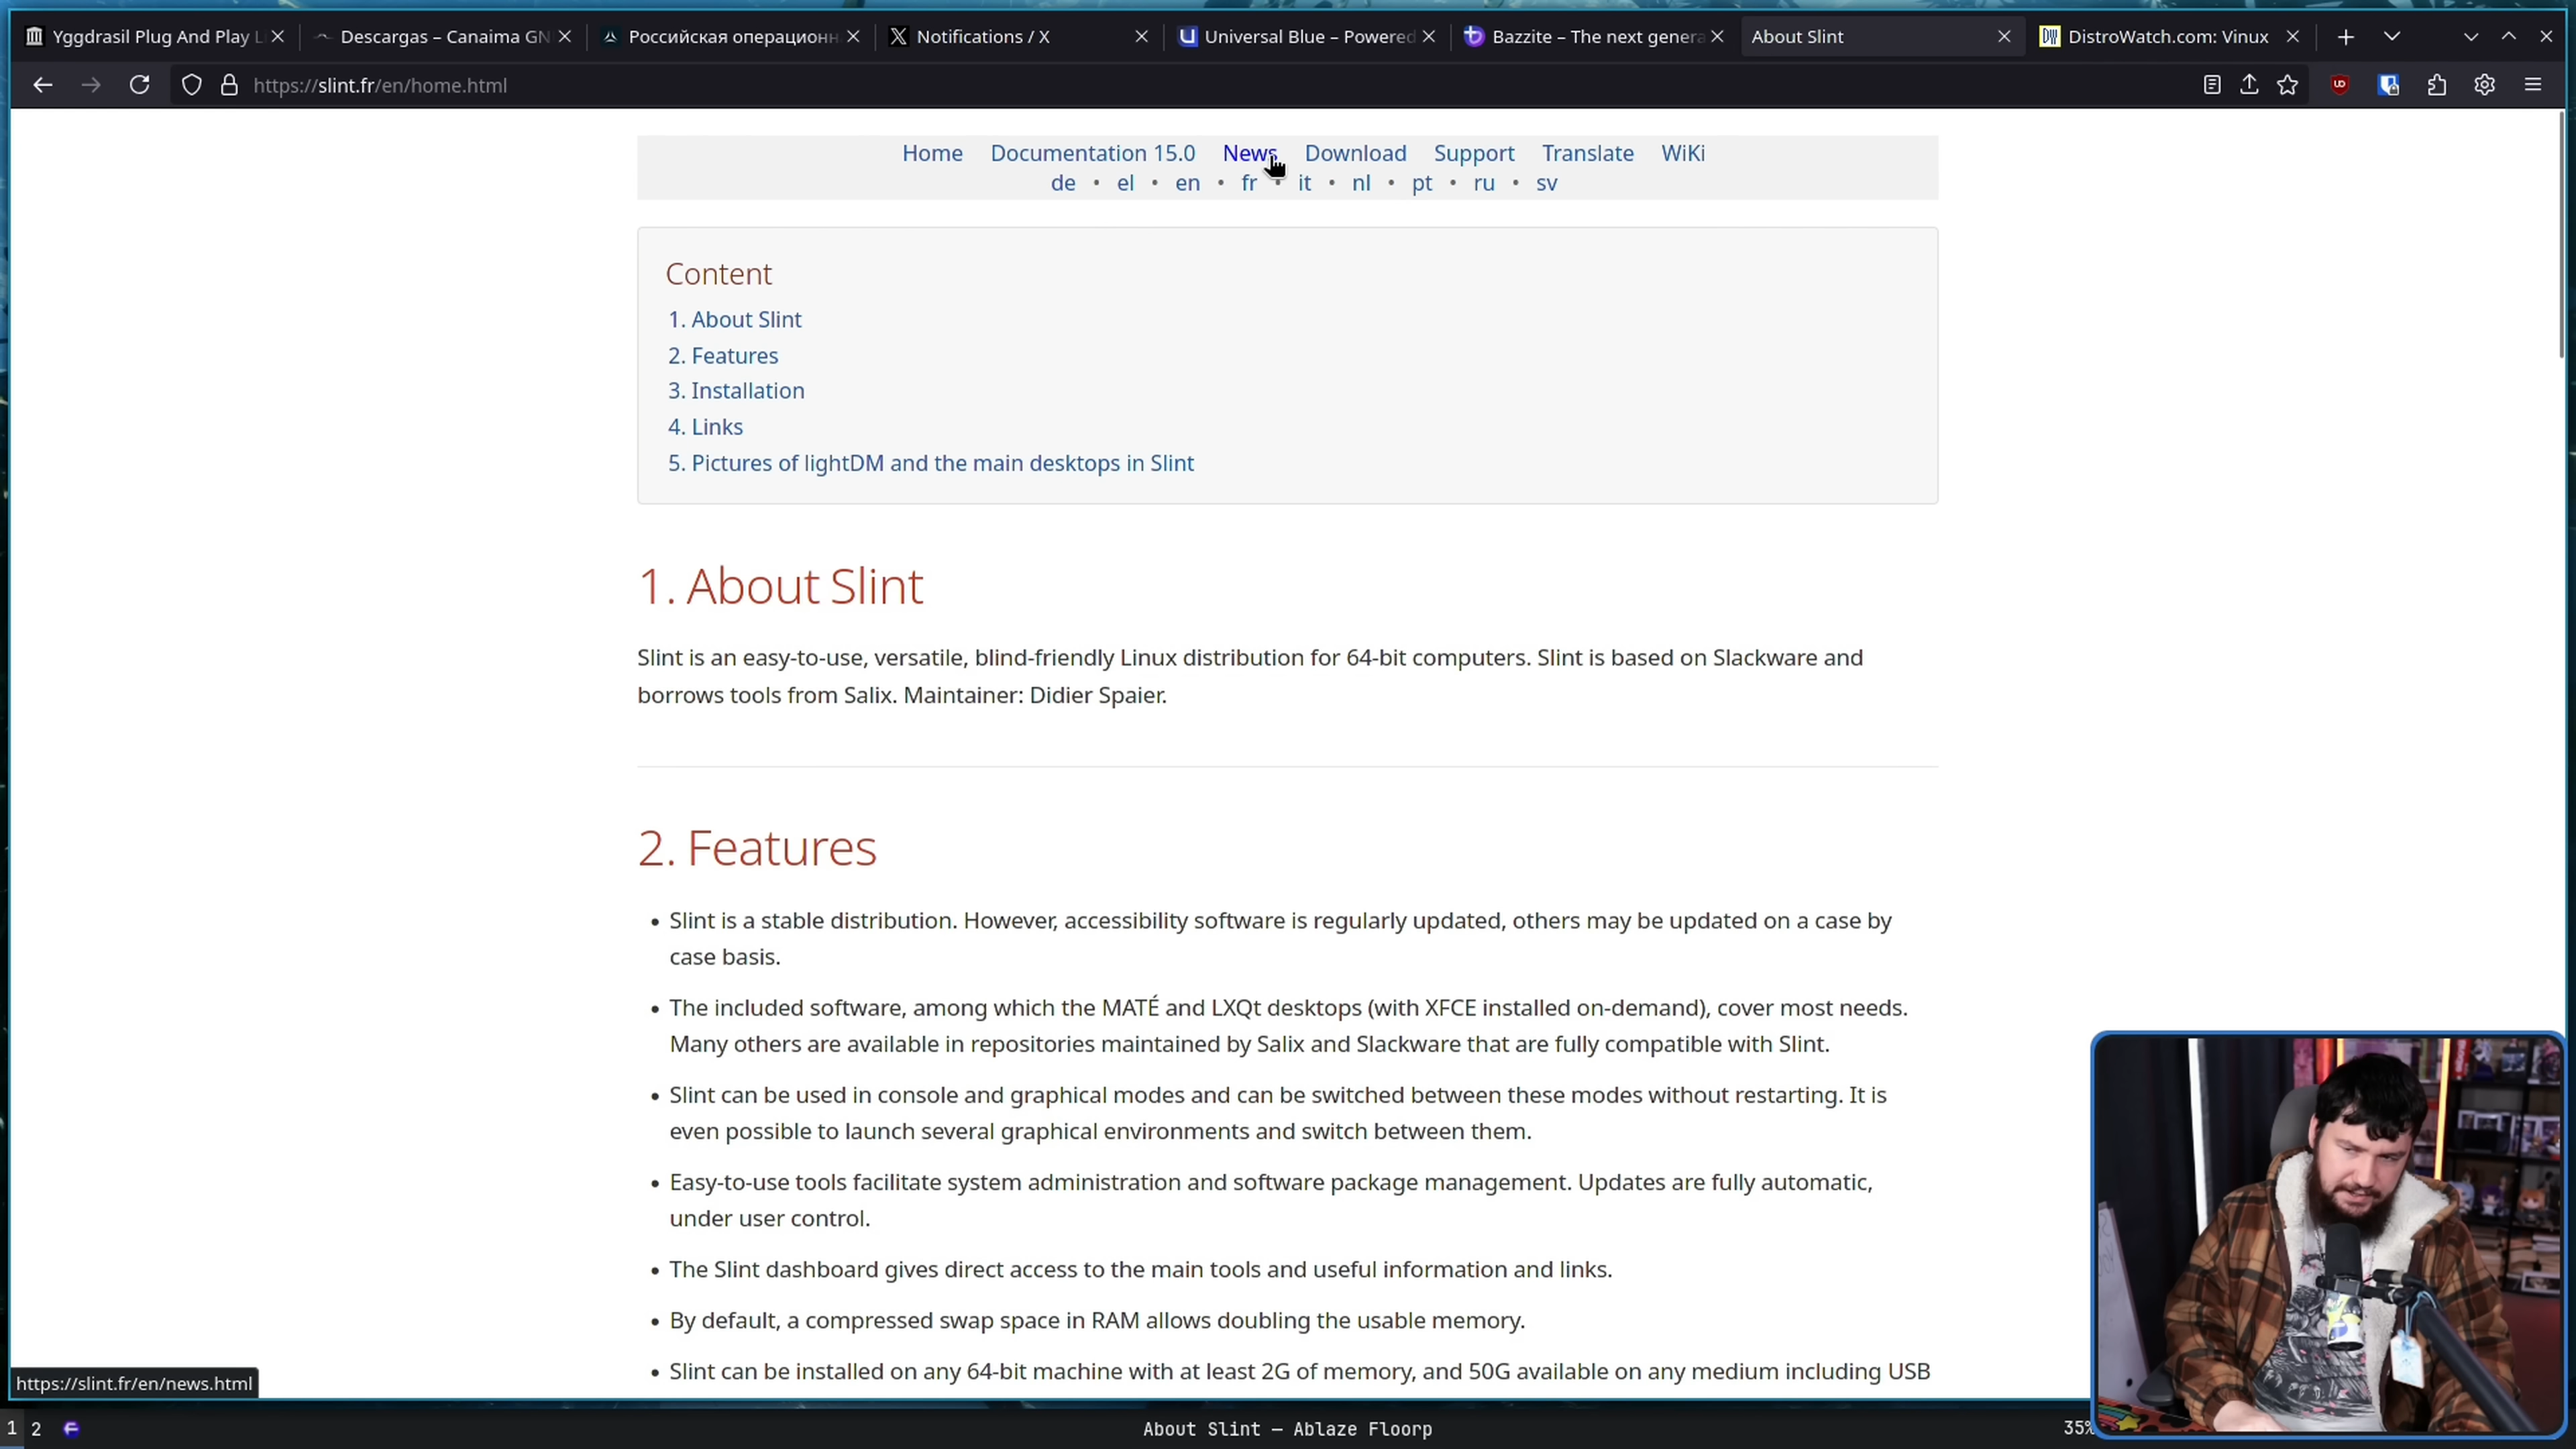 Yggdrasil Plug And Play L
Descargas – Canaima GN
Российская операционн
Notifications / X
Universal Blue – Powered
Bazzite – The next genera
About Slint
DistroWatch.com: Vinux
https://slint.fr/en/home.html
Home Documentation 15.0 News Download Support Translate WiKi
de • el • en • fr • it • nl • pt • ru • sv
Content
1. About Slint
2. Features
3. Installation
4. Links
5. Pictures of lightDM and the main desktops in Slint
1. About Slint
Slint is an easy-to-use, versatile, blind-friendly Linux distribution for 64-bit computers. Slint is based on Slackware and
borrows tools from Salix. Maintainer: Didier Spaier.
2. Features
• Slint is a stable distribution. However, accessibility software is regularly updated, others may be updated on a case by
case basis.
• The included software, among which the MATÉ and LXQt desktops (with XFCE installed on-demand), cover most needs.
Many others are available in repositories maintained by Salix and Slackware that are fully compatible with Slint.
• Slint can be used in console and graphical modes and can be switched between these modes without restarting. It is
even possible to launch several graphical environments and switch between them.
• Easy-to-use tools facilitate system administration and software package management. Updates are fully automatic,
under user control.
• The Slint dashboard gives direct access to the main tools and useful information and links.
• By default, a compressed swap space in RAM allows doubling the usable memory.
• Slint can be installed on any 64-bit machine with at least 2G of memory, and 50G available on any medium including USB
https://slint.fr/en/news.html
1 2
About Slint — Ablaze Floorp
35%